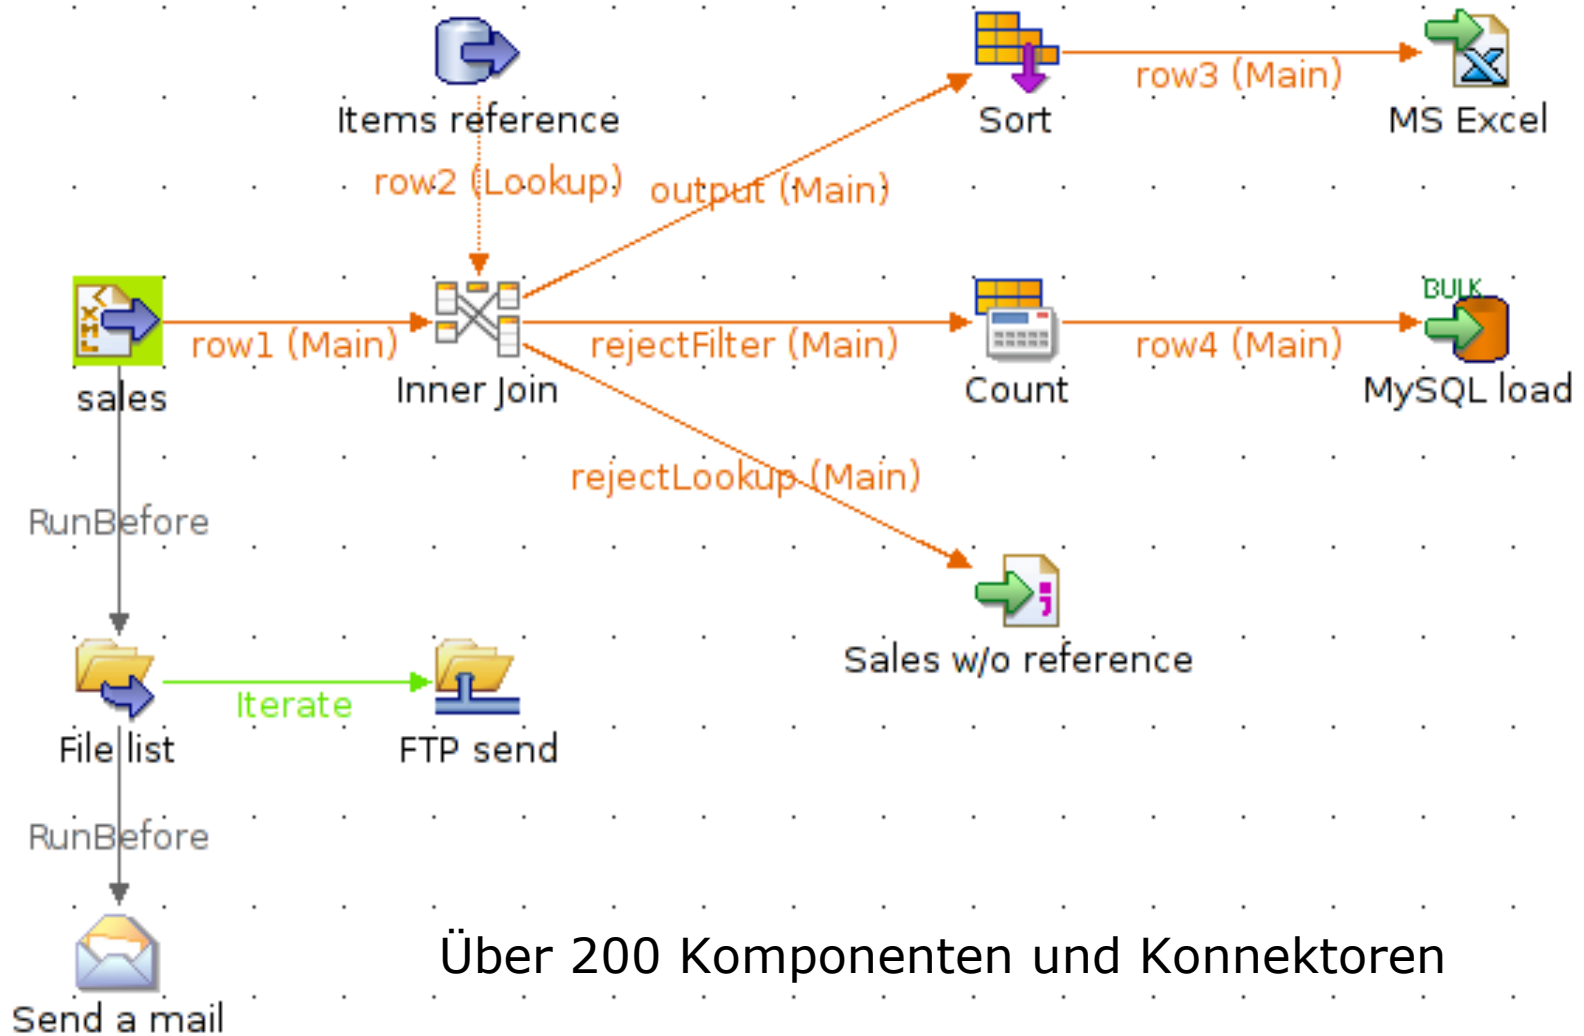 Items reference
Sort
row3 (Main)
MS Excel
row2 (Lookup)
output (Main)
BULK
sales
row1 (Main)
Inner Join
rejectFilter (Main)
Count
row4 (Main)
MySQL load
rejectLookup (Main)
RunBefore
Sales w/o reference
File list
Iterate
FTP send
RunBefore
Send a mail
Über 200 Komponenten und Konnektoren
XML